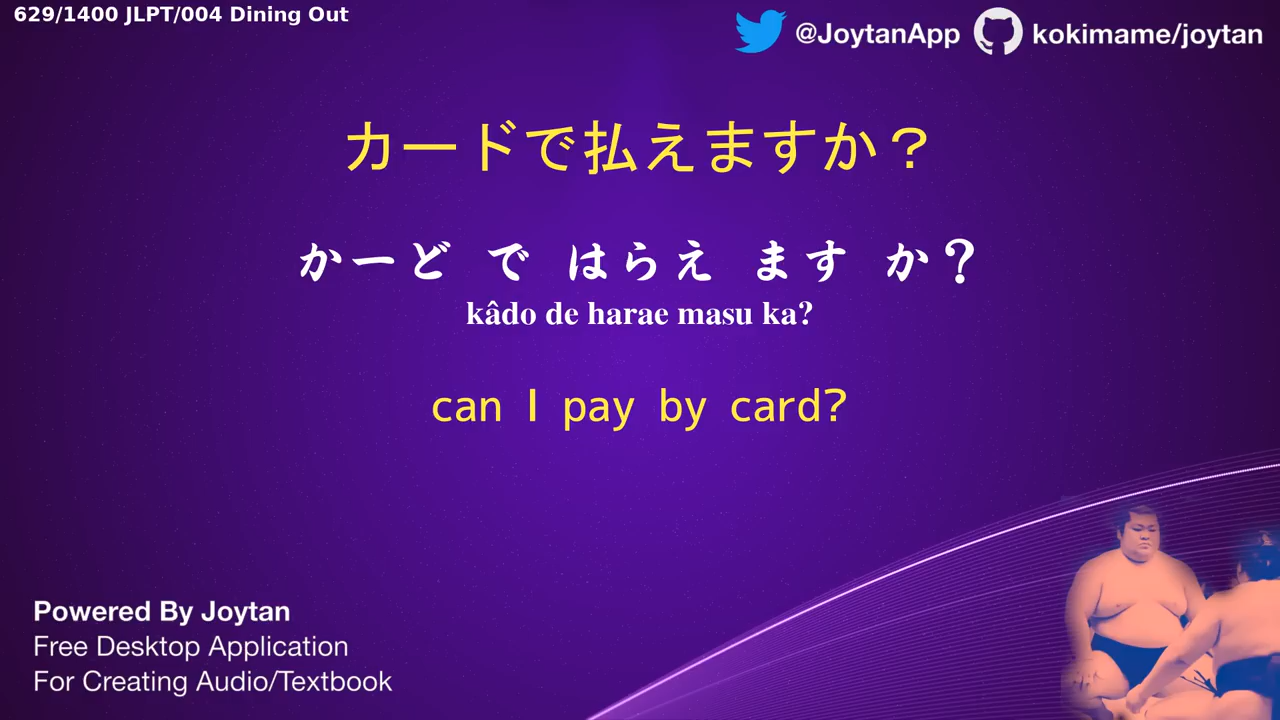 629/1400 JLPT/004 Dining Out
@JoytanApp kokimame/joytan
カードで払えますか？
かーど で はらえ ます か？
kâdo de harae masu ka?
can I pay by card?
Powered By Joytan
Free Desktop Application
For Creating Audio/Textbook